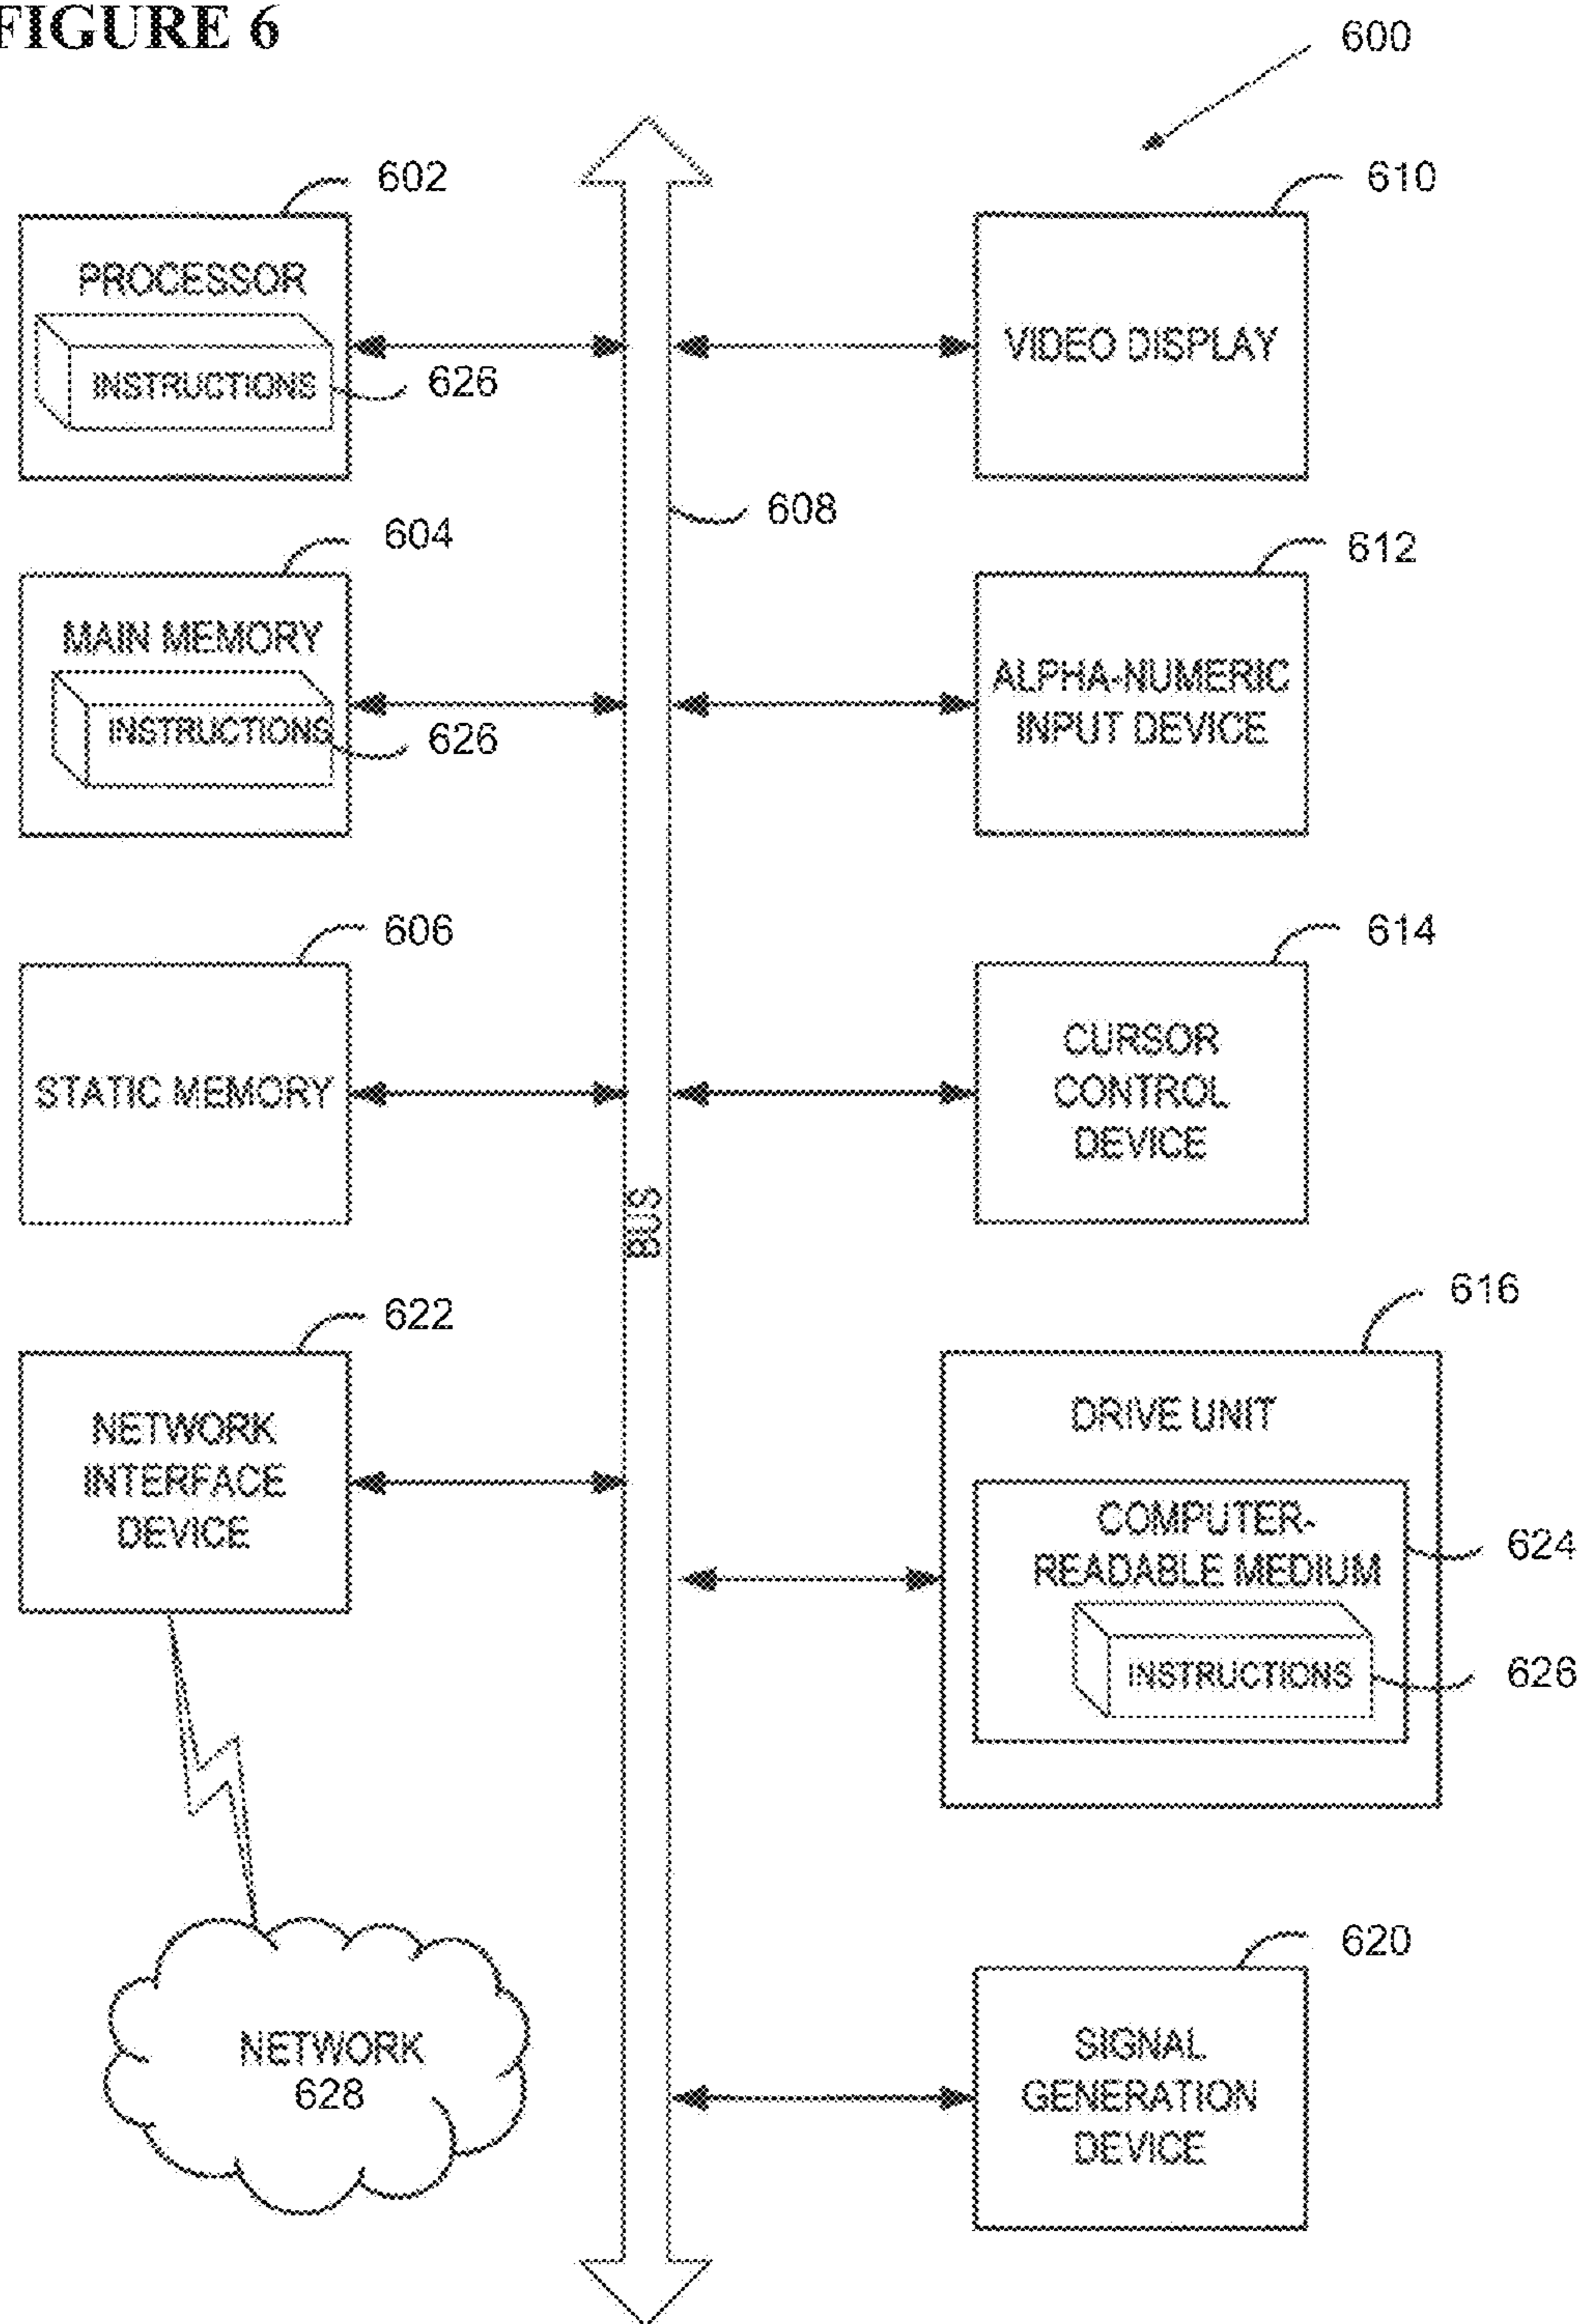 FIGURE 6
600
602
PROCESSOR
INSTRUCTIONS
626
604
MAIN MEMORY
INSTRUCTIONS
626
606
STATIC MEMORY
622
NETWORK
INTERFACE
DEVICE
NETWORK
628
608
BUS
610
VIDEO DISPLAY
612
ALPHA-NUMERIC
INPUT DEVICE
614
CURSOR
CONTROL
DEVICE
616
DRIVE UNIT
COMPUTER-
READABLE MEDIUM
624
INSTRUCTIONS
626
620
SIGNAL
GENERATION
DEVICE